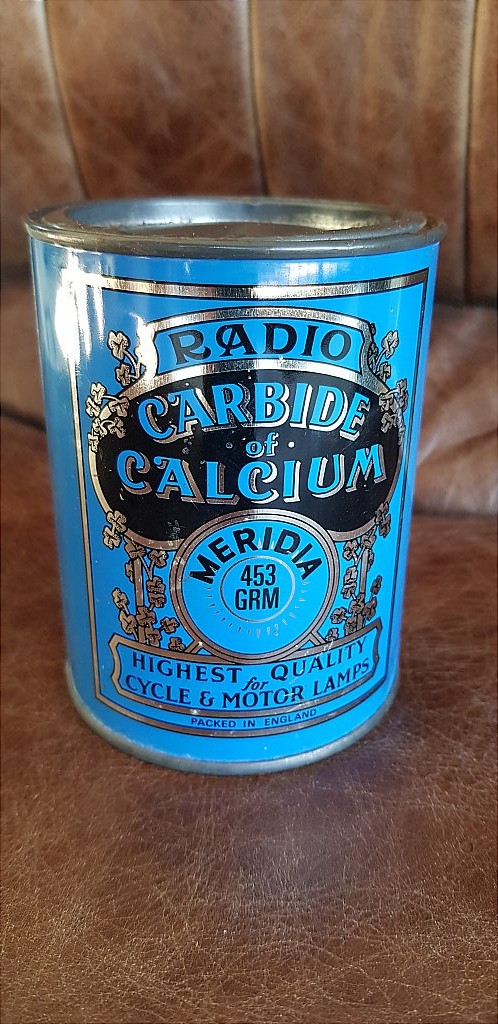 RADIO
CARBIDE
of
CALCIUM
MERIDIA
453
GRM
HIGHEST QUALITY
for
CYCLE & MOTOR LAMPS
PACKED IN ENGLAND